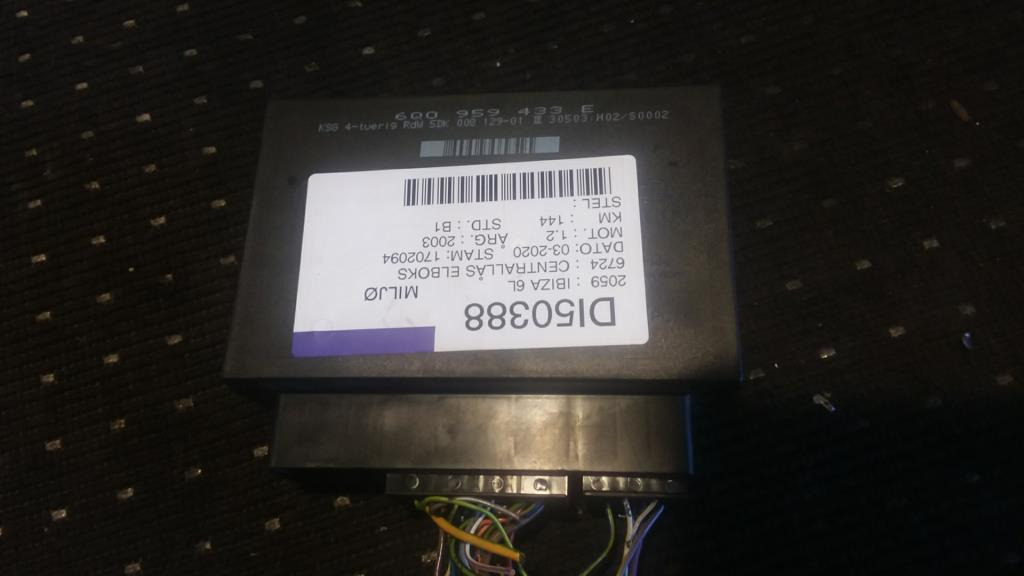 6Q0 959 433 E
KSG 4-tuerig RdW SDK 008 129-01 30503 H02/S0002
DI50388
2059 : IBIZA 6L MILJØ
6724 : CENTRALLÅS ELBOKS
DATO: 03-2020 STAM: 1702094
MOT. : 1.2 ÅRG. : 2003
KM : 144 STD. : B1
STEL :